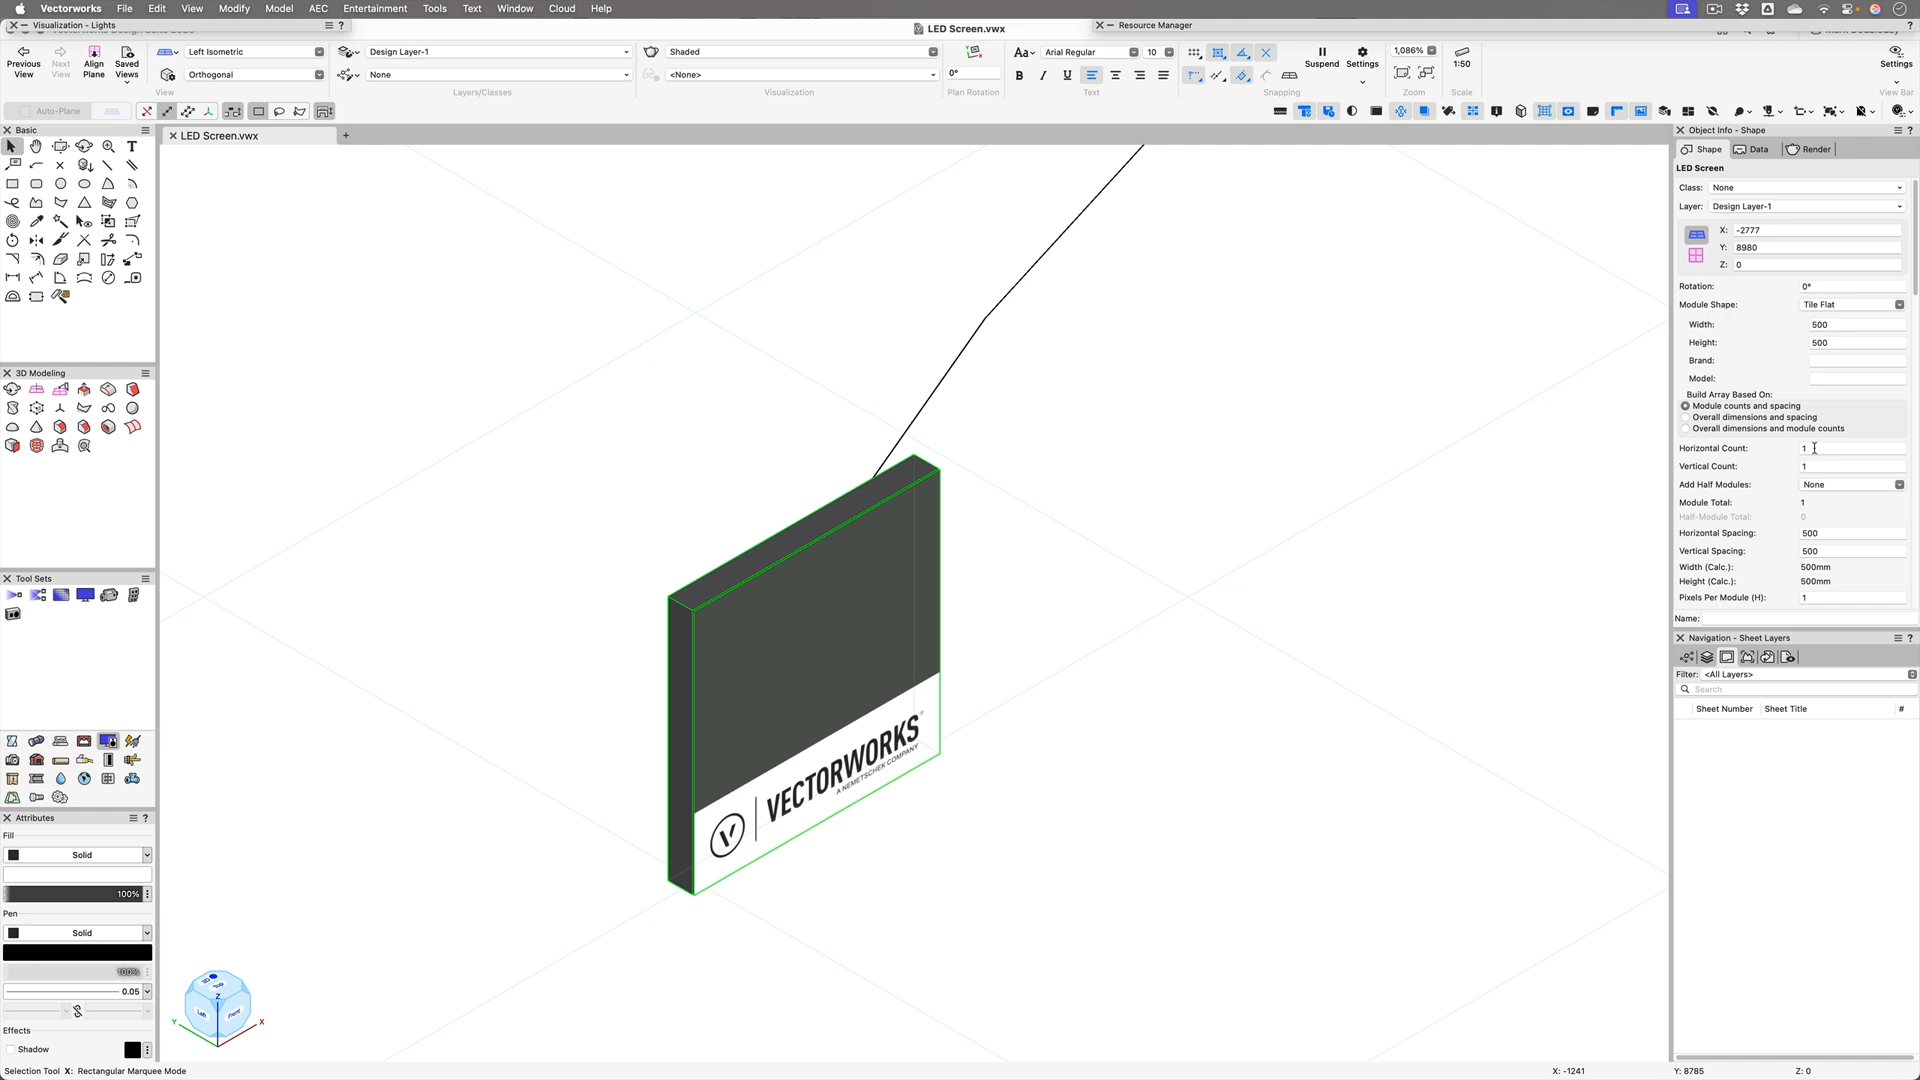 Vectorworks File Edit View Modify Model AEC Entertainment Tools Text Window Cloud Help
Visualization - Lights
LED Screen.vwx
Resource Manager
Previous View
Next View
Align Plane
Saved Views
Left Isometric
Orthogonal
View
Design Layer-1
None
Layers/Classes
Shaded
<None>
Visualization
0°
Plan Rotation
Aa
Arial Regular
10
B I U
Text
Suspend
Settings
Snapping
1,086%
Zoom
1:50
Scale
Settings
View Bar
Auto-Plane
Basic
LED Screen.vwx
+
3D Modeling
Tool Sets
Attributes
Fill
Solid
100%
Pen
Solid
100%
0.05
Effects
Shadow
VECTORWORKS
A NEMETSCHEK COMPANY
3D
Top
Z
Left
Front
Y
X
Object Info - Shape
Shape
Data
Render
LED Screen
Class: None
Layer: Design Layer-1
X: -2777
Y: 8980
Z: 0
Rotation: 0°
Module Shape: Tile Flat
Width: 500
Height: 500
Brand:
Model:
Build Array Based On:
Module counts and spacing
Overall dimensions and spacing
Overall dimensions and module counts
Horizontal Count: 1
Vertical Count: 1
Add Half Modules: None
Module Total: 1
Half-Module Total: 0
Horizontal Spacing: 500
Vertical Spacing: 500
Width (Calc.): 500mm
Height (Calc.): 500mm
Pixels Per Module (H): 1
Name:
Navigation - Sheet Layers
Filter: <All Layers>
Search
Sheet Number Sheet Title #
Selection Tool X: Rectangular Marquee Mode
X: -1241 Y: 8785 Z: 0